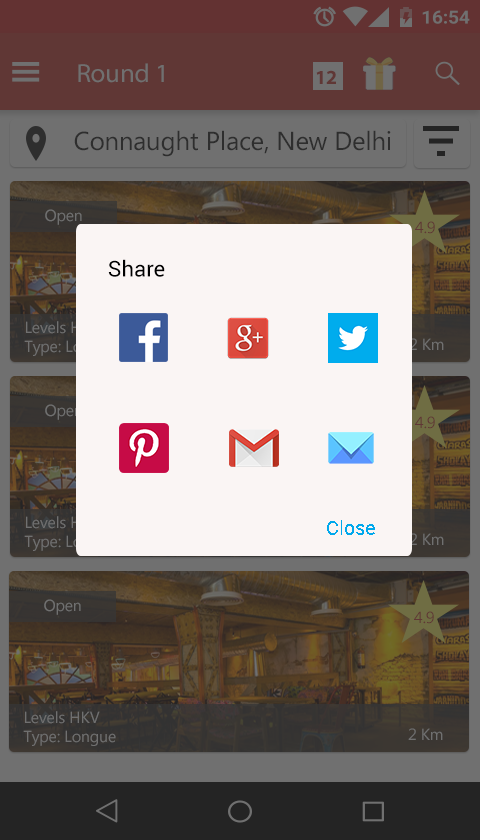 16:54
Round 1
12
Connaught Place, New Delhi
Open
4.9
Share
Levels H
Type: Lo
2 Km
Ope
4.9
Levels H
Type: Lo
2 Km
Close
Open
4.9
Levels HKV
Type: Longue
2 Km